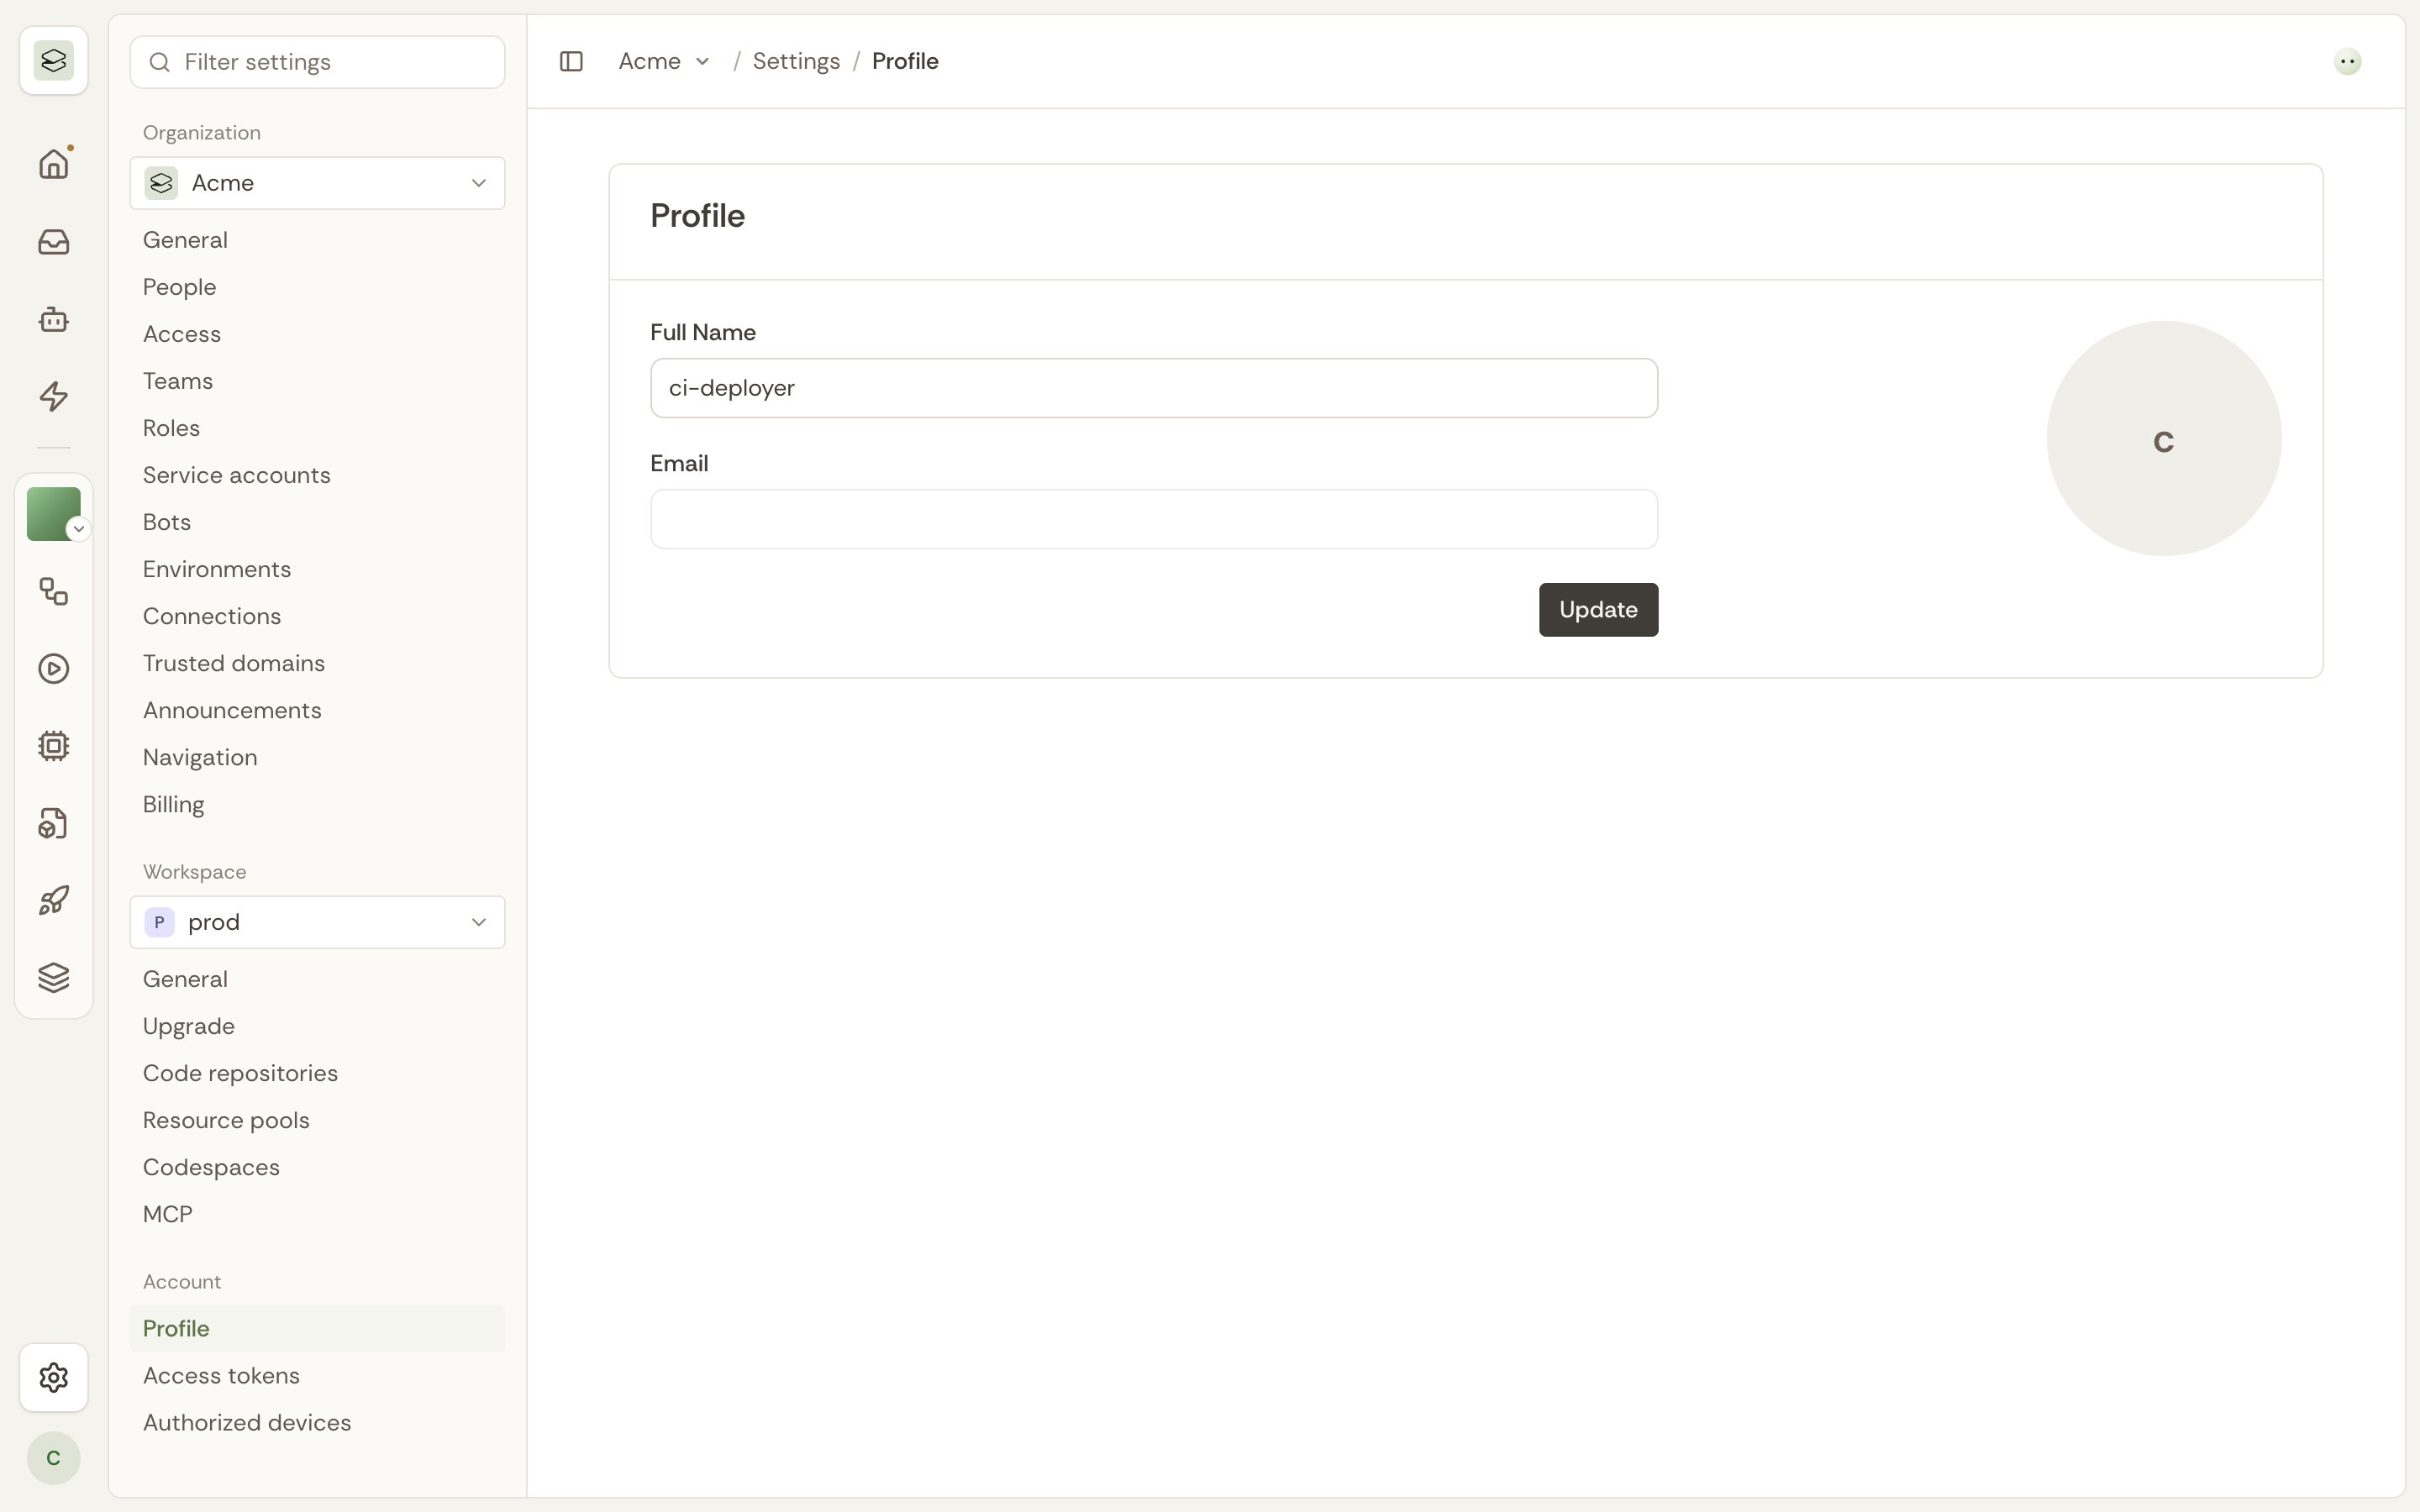 Filter settings
Organization
Acme
General
People
Access
Teams
Roles
Service accounts
Bots
Environments
Connections
Trusted domains
Announcements
Navigation
Billing
Workspace
P prod
General
Upgrade
Code repositories
Resource pools
Codespaces
MCP
Account
Profile
Access tokens
Authorized devices
C
Acme / Settings / Profile
Profile
Full Name
ci-deployer
Email
Update
C